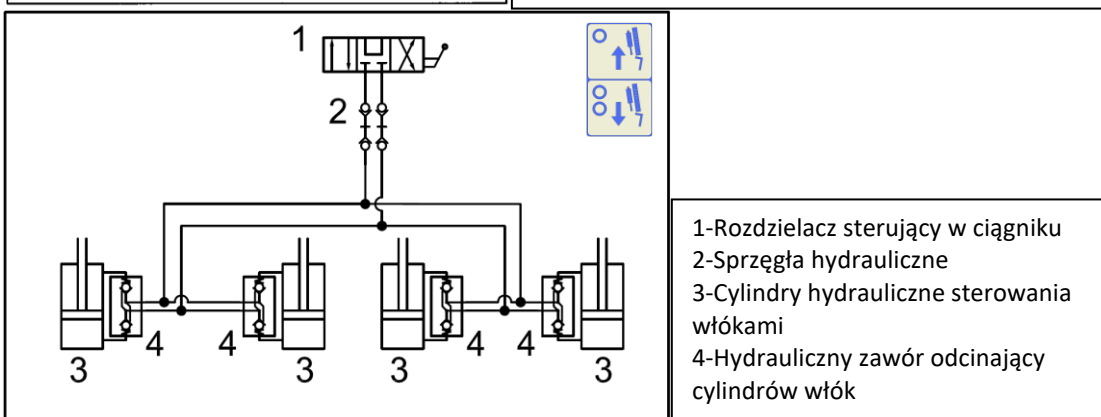 1
2
4
4
4
4
3
3
3
3
1-Rozdzielacz sterujący w ciągniku
2-Sprzęgła hydrauliczne
3-Cylindry hydrauliczne sterowania
włókami
4-Hydrauliczny zawór odcinający
cylindrów włók